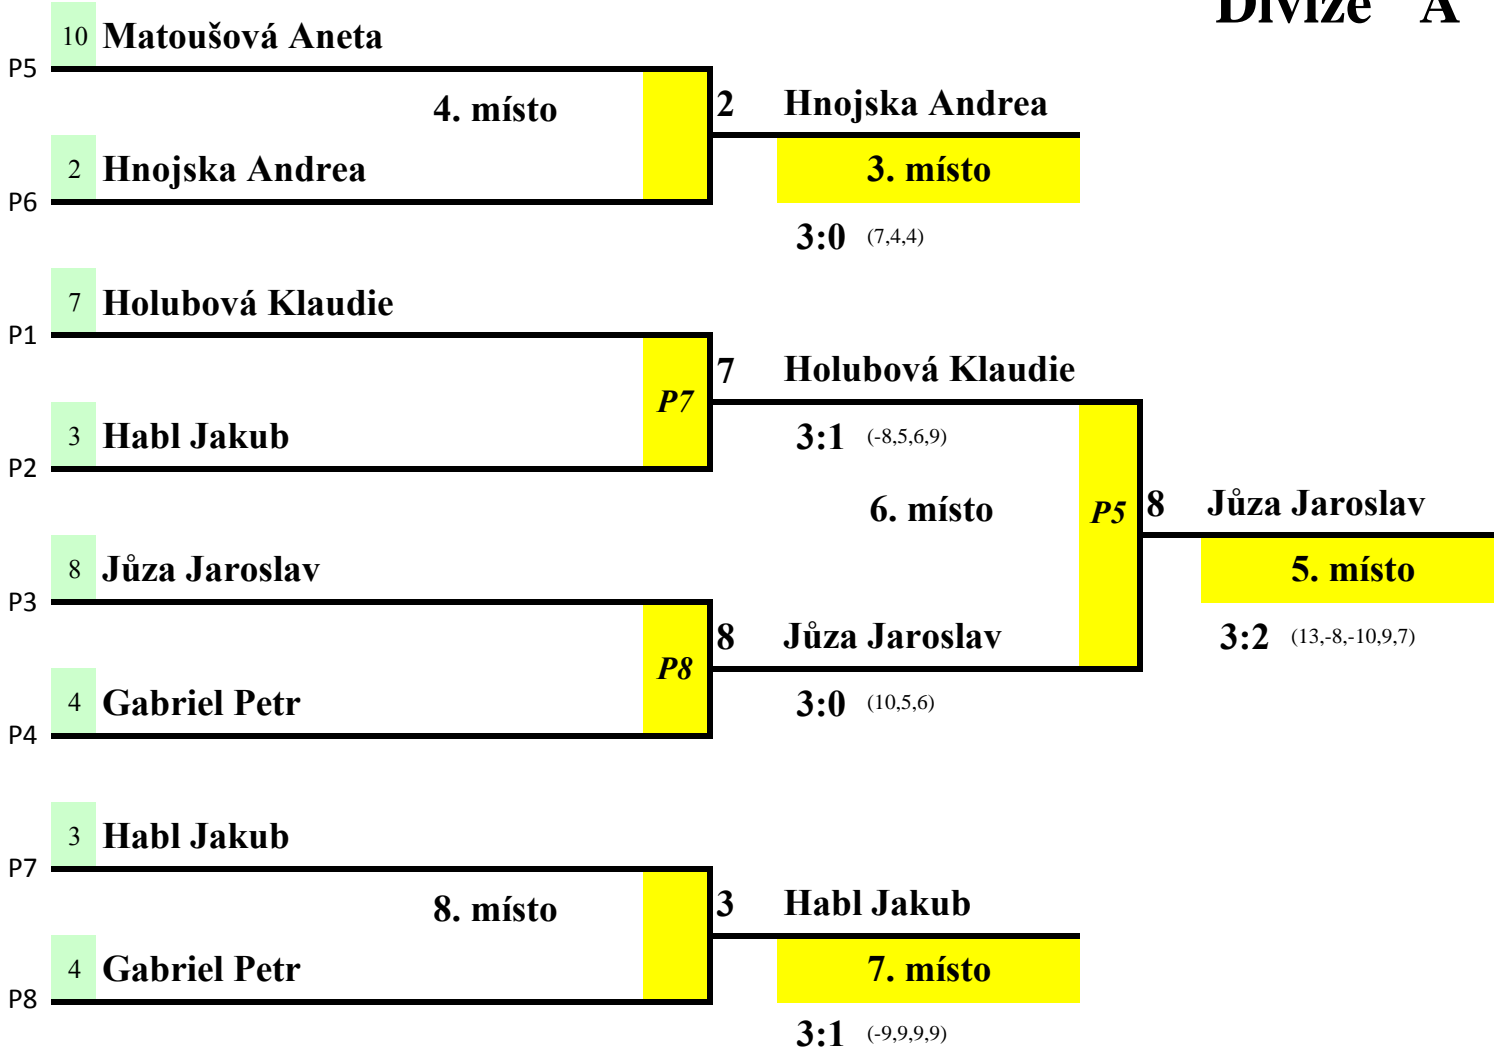 Divize A
10 Matoušová Aneta
P5
4. místo
2 Hnojska Andrea
2 Hnojska Andrea
P6
3. místo
3:0 (7,4,4)
7 Holubová Klaudie
P1
7 Holubová Klaudie
P7
3 Habl Jakub
P2
3:1 (-8,5,6,9)
6. místo
P5
8 Jůza Jaroslav
8 Jůza Jaroslav
P3
5. místo
8 Jůza Jaroslav
3:2 (13,-8,-10,9,7)
P8
4 Gabriel Petr
P4
3:0 (10,5,6)
3 Habl Jakub
P7
8. místo
3 Habl Jakub
4 Gabriel Petr
P8
7. místo
3:1 (-9,9,9,9)